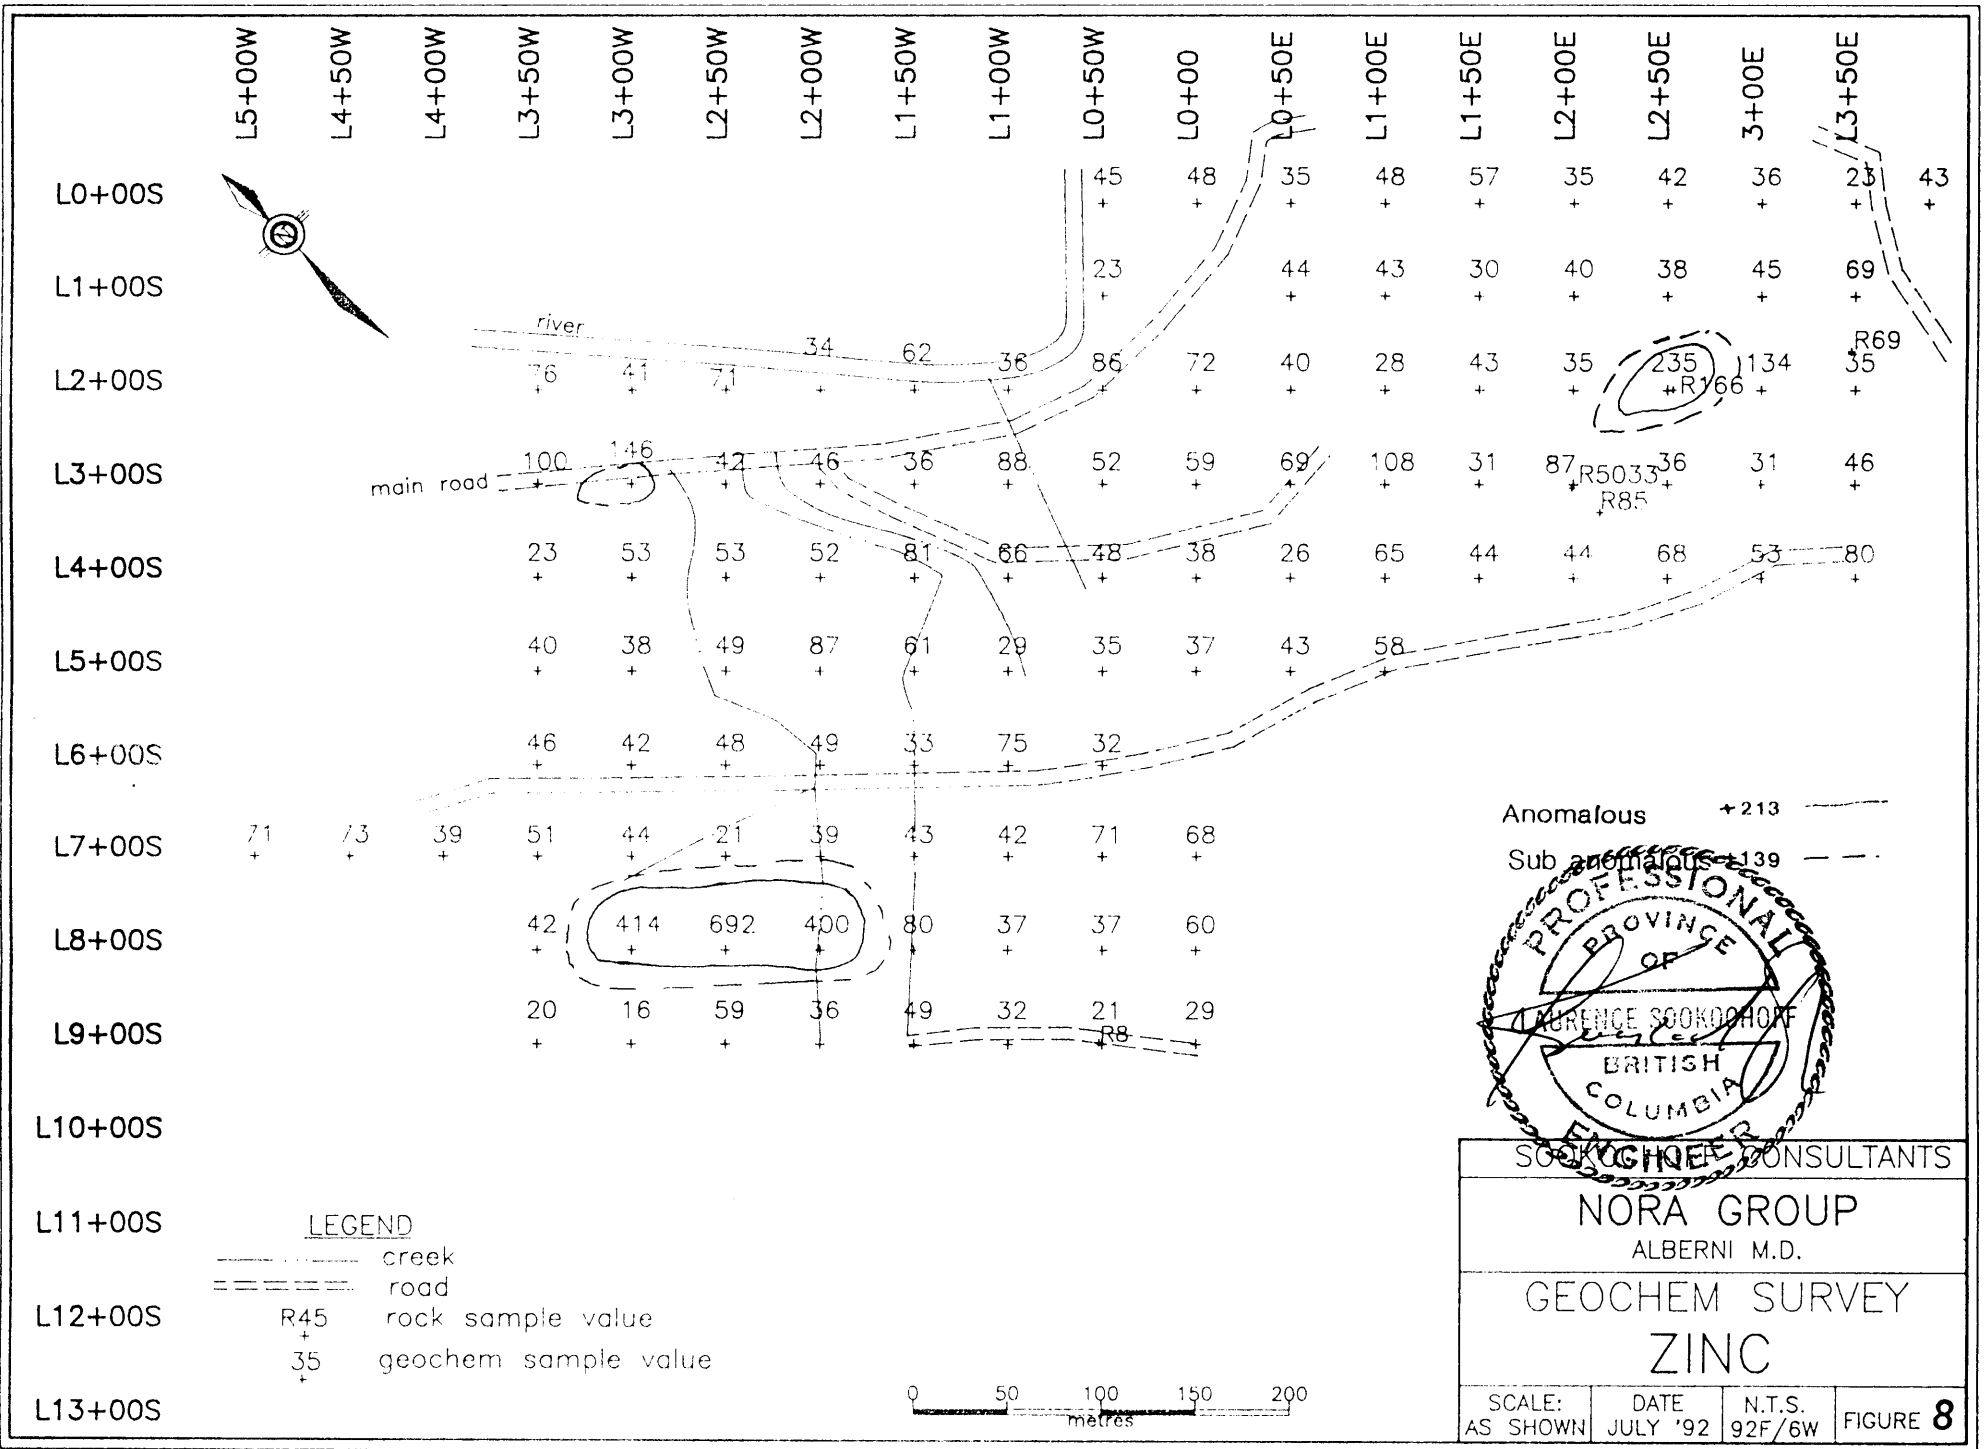 L5+00W L4+50W L4+00W L3+50W L3+00W L2+50W L2+00W L1+50W L1+00W L0+50W L0+00 L0+50E L1+00E L1+50E L2+00E L2+50E 3+00E L3+50E
L0+00S 45 48 35 48 57 35 42 36 23 43
N
L1+00S 23 44 43 30 40 38 45 69
river
R69
L2+00S 76 41 71 34 62 36 86 72 40 28 43 35 235 134 35
R166
L3+00S 100 146 42 46 36 88 52 59 69 108 31 87 36 31 46
main road
R5033
R85
L4+00S 23 53 53 52 81 66 48 38 26 65 44 44 68 53 80
L5+00S 40 38 49 87 61 29 35 37 43 58
L6+00S 46 42 48 49 33 75 32
Anomalous +213
L7+00S 71 73 39 51 44 21 39 43 42 71 68
Sub anomalous +139
L8+00S 42 414 692 400 80 37 37 60
L9+00S 20 16 59 36 49 32 21 29
R8
PROFESSIONAL
PROVINCE
OF
LAURENCE SOOKOCHOFF
BRITISH
COLUMBIA
ENGINEER
L10+00S
L11+00S
L12+00S
L13+00S
LEGEND
creek
road
R45 rock sample value
35 geochem sample value
0 50 100 150 200
metres
SOOKOCHOFF CONSULTANTS
NORA GROUP
ALBERNI M.D.
GEOCHEM SURVEY
ZINC
SCALE: AS SHOWN
DATE JULY '92
N.T.S. 92F/6W
FIGURE 8